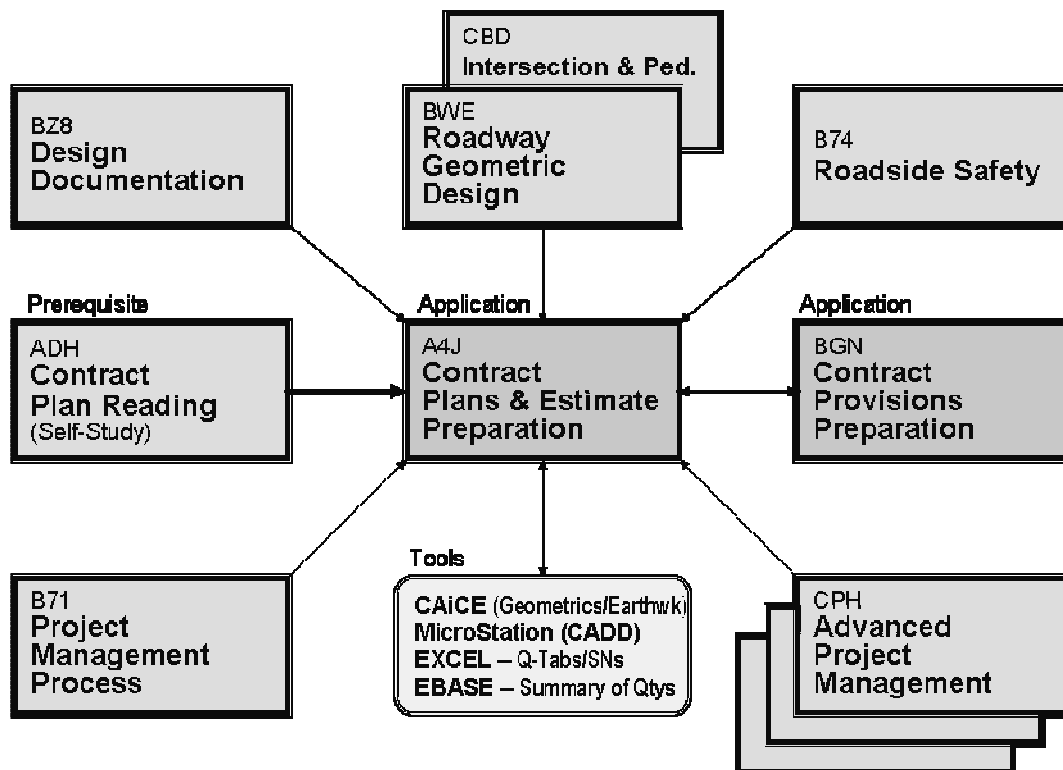 CBD
Intersection & Ped.
BZ8
Design
Documentation
BWE
Roadway
Geometric
Design
B74
Roadside Safety
Prerequisite
ADH
Contract
Plan Reading
(Self-Study)
Application
A4J
Contract
Plans & Estimate
Preparation
Application
BGN
Contract
Provisions
Preparation
B71
Project
Management
Process
Tools
CAiCE (Geometrics/Earthwk)
MicroStation (CADD)
EXCEL – Q-Tabs/SNs
EBASE – Summary of Qtys
CPH
Advanced
Project
Management